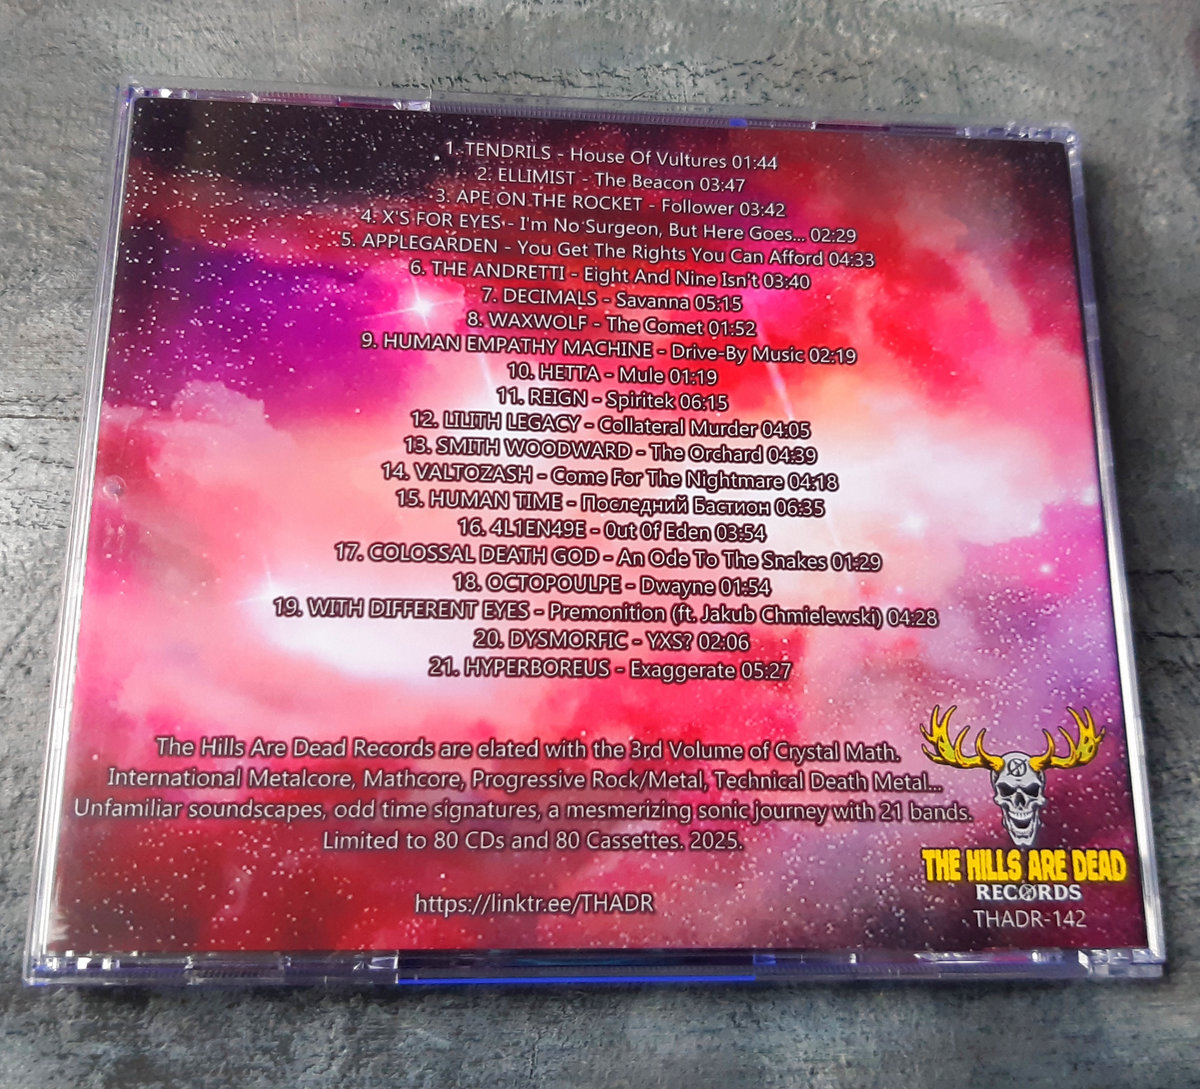 1. TENDRILS - House Of Vultures 01:44
2. ELLIMIST - The Beacon 03:47
3. APE ON THE ROCKET - Follower 03:42
4. X'S FOR EYES - I'm No Surgeon, But Here Goes... 02:29
5. APPLEGARDEN - You Get The Rights You Can Afford 04:33
6. THE ANDRETTI - Eight And Nine Isn't 03:40
7. DECIMALS - Savanna 05:15
8. WAXWOLF - The Comet 01:52
9. HUMAN EMPATHY MACHINE - Drive-By Music 02:19
10. HETTA - Mule 01:19
11. REIGN - Spiritek 06:15
12. LILITH LEGACY - Collateral Murder 04:05
13. SMITH WOODWARD - The Orchard 04:39
14. VALTOZASH - Come For The Nightmare 04:18
15. HUMAN TIME - Последний Бастион 06:35
16. 4L1EN49E - 0ut 0f Eden 03:54
17. COLOSSAL DEATH GOD - An Ode To The Snakes 01:29
18. OCTOPOULPE - Dwayne 01:54
19. WITH DIFFERENT EYES - Premonition (ft. Jakub Chmielewski) 04:28
20. DYSMORFIC - YXS? 02:06
21. HYPERBOREUS - Exaggerate 05:27
The Hills Are Dead Records are elated with the 3rd Volume of Crystal Math.
International Metalcore, Mathcore, Progressive Rock/Metal, Technical Death Metal...
Unfamiliar soundscapes, odd time signatures, a mesmerizing sonic journey with 21 bands.
Limited to 80 CDs and 80 Cassettes. 2025.
https://linktr.ee/THADR
THE HILLS ARE DEAD
RECORDS
THADR-142